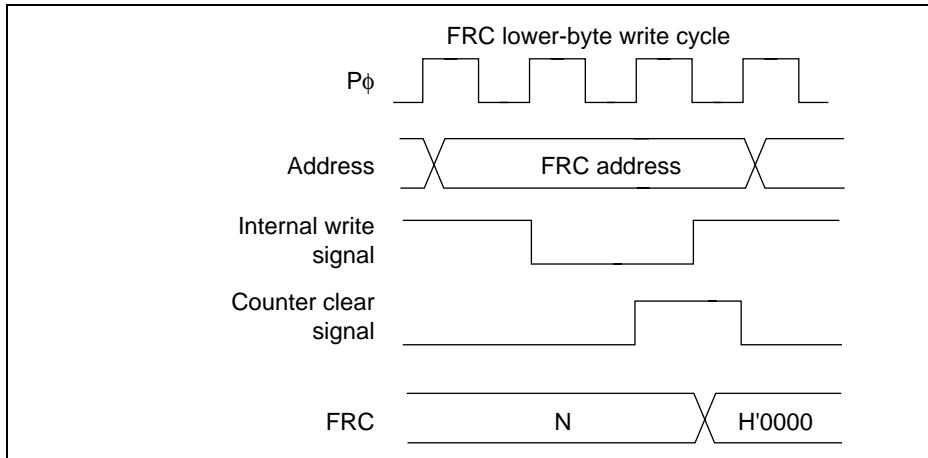 FRC lower-byte write cycle
Pϕ
Address
FRC address
Internal write
signal
Counter clear
signal
FRC
N
H'0000